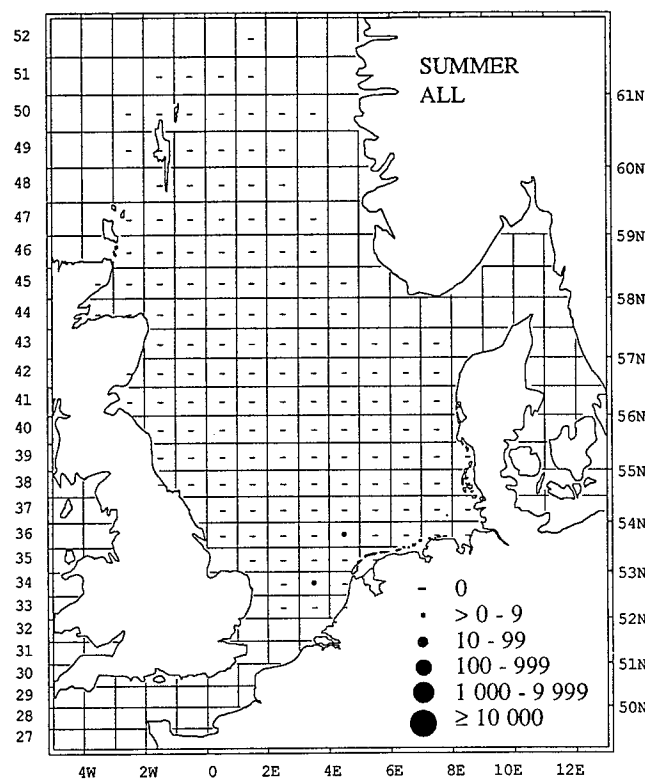 SUMMER
ALL
52
51
50
49
48
47
46
45
44
43
42
41
40
39
38
37
36
35
34
33
32
31
30
29
28
27
61N
60N
59N
58N
57N
56N
55N
54N
53N
52N
51N
50N
- 0
> 0 - 9
10 - 99
100 - 999
1 000 - 9 999
≥ 10 000
4W 2W 0 2E 4E 6E 8E 10E 12E